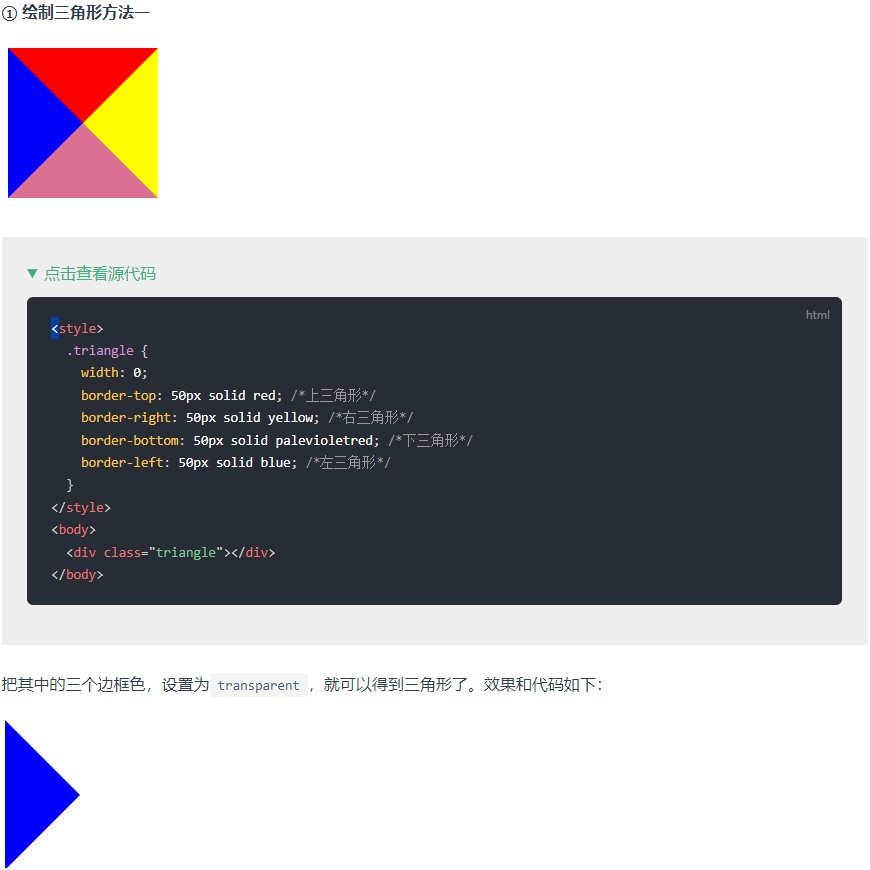 ① 绘制三角形方法一
▼ 点击查看源代码
html
<style>
  .triangle {
    width: 0;
    border-top: 50px solid red; /*上三角形*/
    border-right: 50px solid yellow; /*右三角形*/
    border-bottom: 50px solid palevioletred; /*下三角形*/
    border-left: 50px solid blue; /*左三角形*/
  }
</style>
<body>
  <div class="triangle"></div>
</body>
把其中的三个边框色，设置为 transparent ，就可以得到三角形了。效果和代码如下：